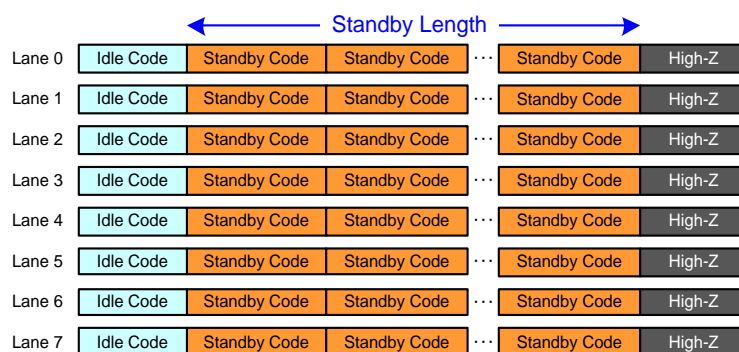 Standby Length
Lane 0 Idle Code Standby Code Standby Code ··· Standby Code High-Z
Lane 1 Idle Code Standby Code Standby Code ··· Standby Code High-Z
Lane 2 Idle Code Standby Code Standby Code ··· Standby Code High-Z
Lane 3 Idle Code Standby Code Standby Code ··· Standby Code High-Z
Lane 4 Idle Code Standby Code Standby Code ··· Standby Code High-Z
Lane 5 Idle Code Standby Code Standby Code ··· Standby Code High-Z
Lane 6 Idle Code Standby Code Standby Code ··· Standby Code High-Z
Lane 7 Idle Code Standby Code Standby Code ··· Standby Code High-Z